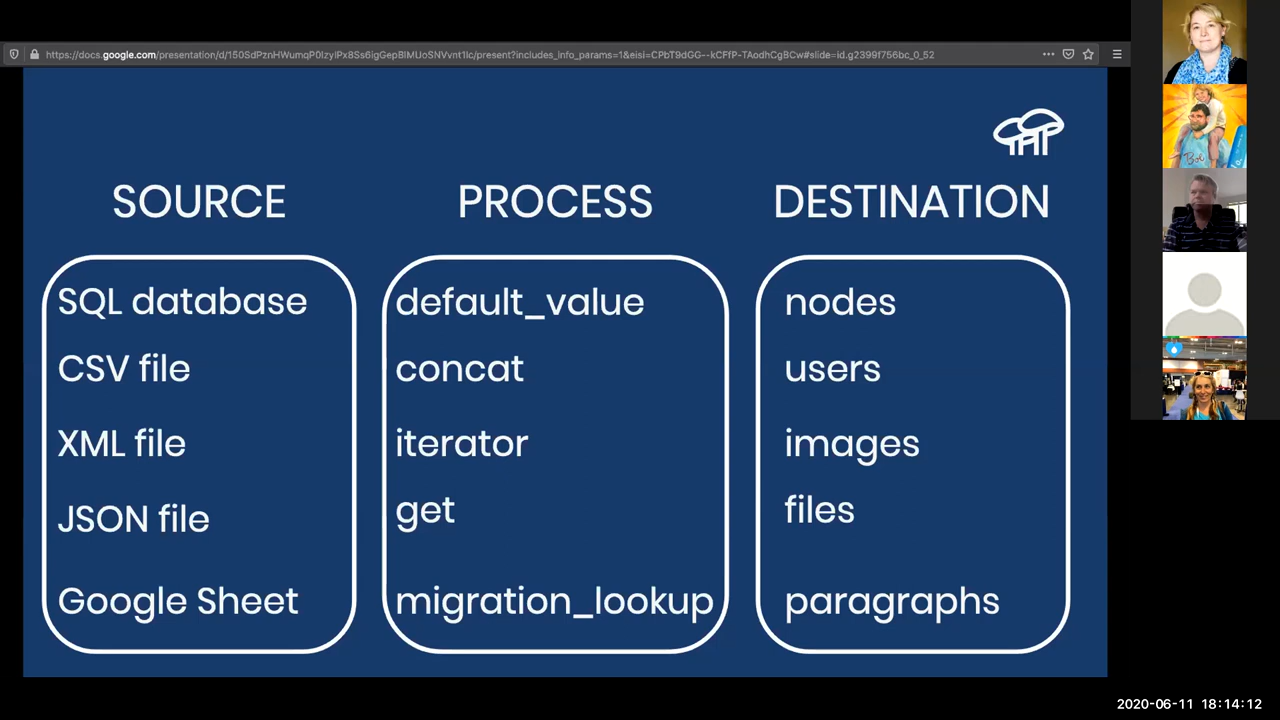 https://docs.google.com/presentation/d/150SdPznHWumqP0IzyIPx8Ss6igGepBIMUoSNVvnt1Ic/present?includes_info_params=1&eisi=CPbT9dGG--kCFfP-TAodhCgBCw#slide=id.g2399f756bc_0_52
SOURCE
SQL database
CSV file
XML file
JSON file
Google Sheet
PROCESS
default_value
concat
iterator
get
migration_lookup
DESTINATION
nodes
users
images
files
paragraphs
2020-06-11 18:14:12